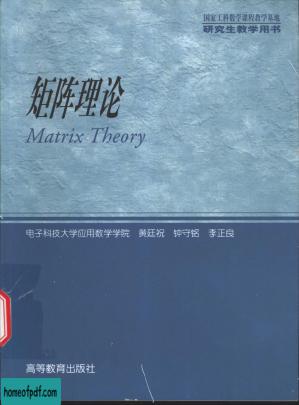 国家工科数学课程教学基地
研究生教学用书
矩阵理论
Matrix Theory
电子科技大学应用数学学院 黄廷祝 钟守铭 李正良
高等教育出版社
homeofpdf.com